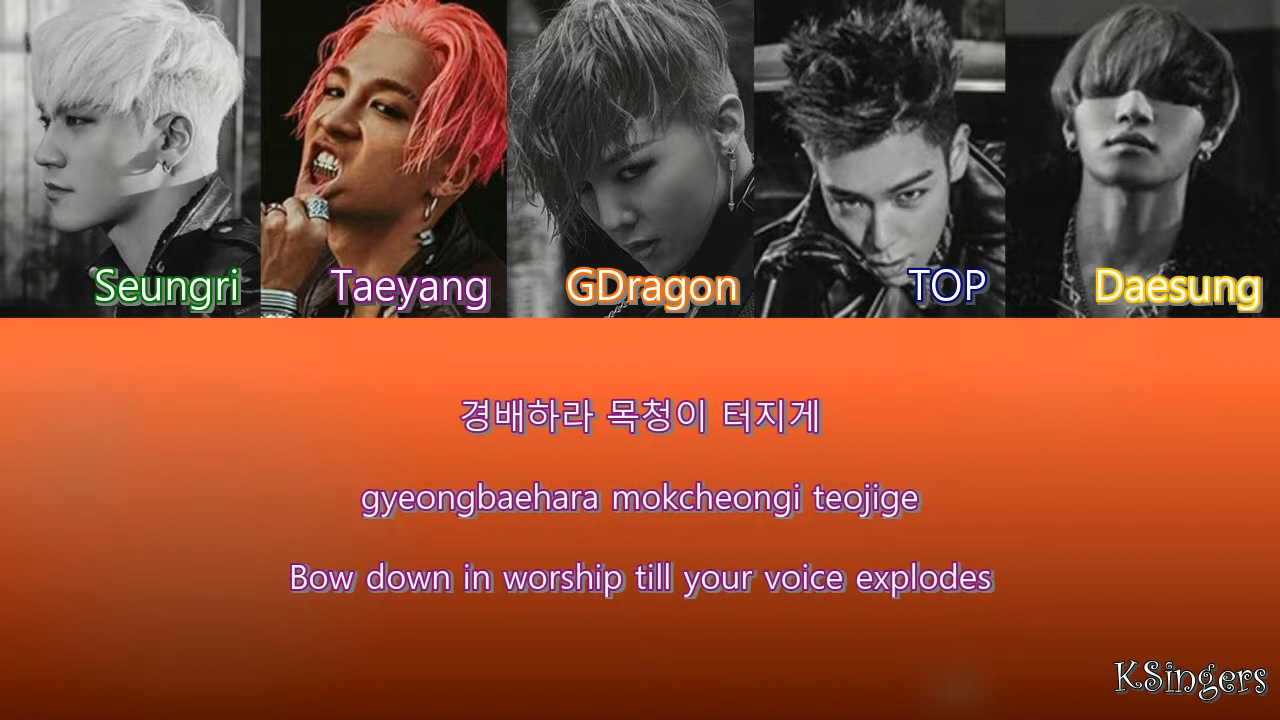 Seungri Taeyang GDragon TOP Daesung
경배하라 목청이 터지게
gyeongbaehara mokcheongi teojige
Bow down in worship till your voice explodes
KSingers